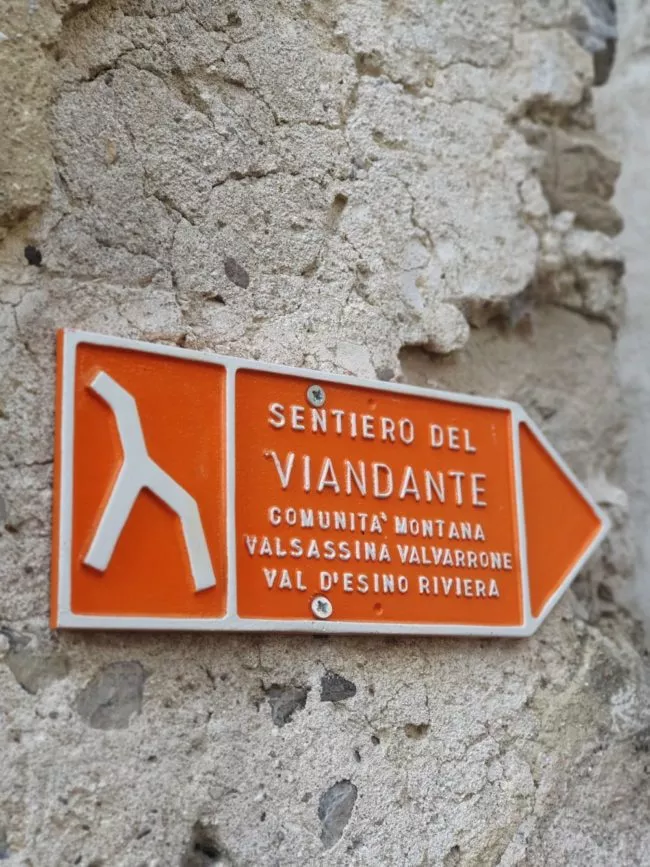 SENTIERO DEL
VIANDANTE
COMUNITA' MONTANA
VALSASSINA VALVARRONE
VAL D'ESINO RIVIERA